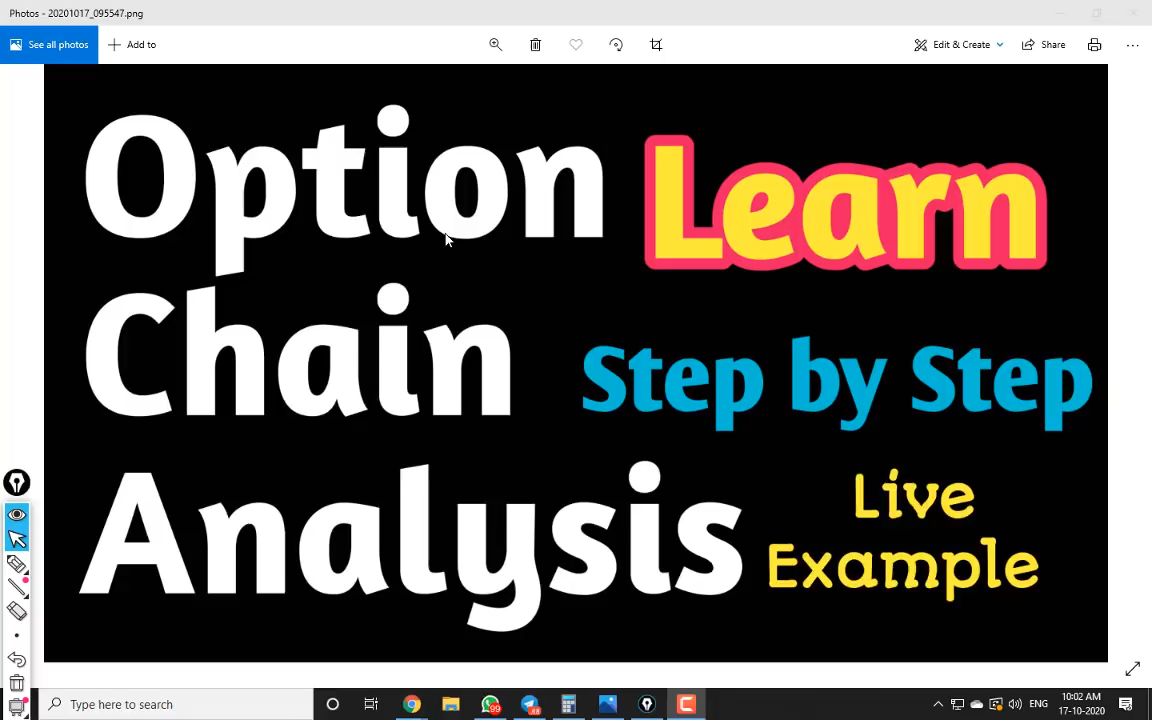 Photos - 20201017_095547.png
See all photos
Add to
Edit & Create
Share
Option
Learn
Chain
Step by Step
Analysis
Live
Example
Type here to search
99
ENG
10:02 AM
17-10-2020